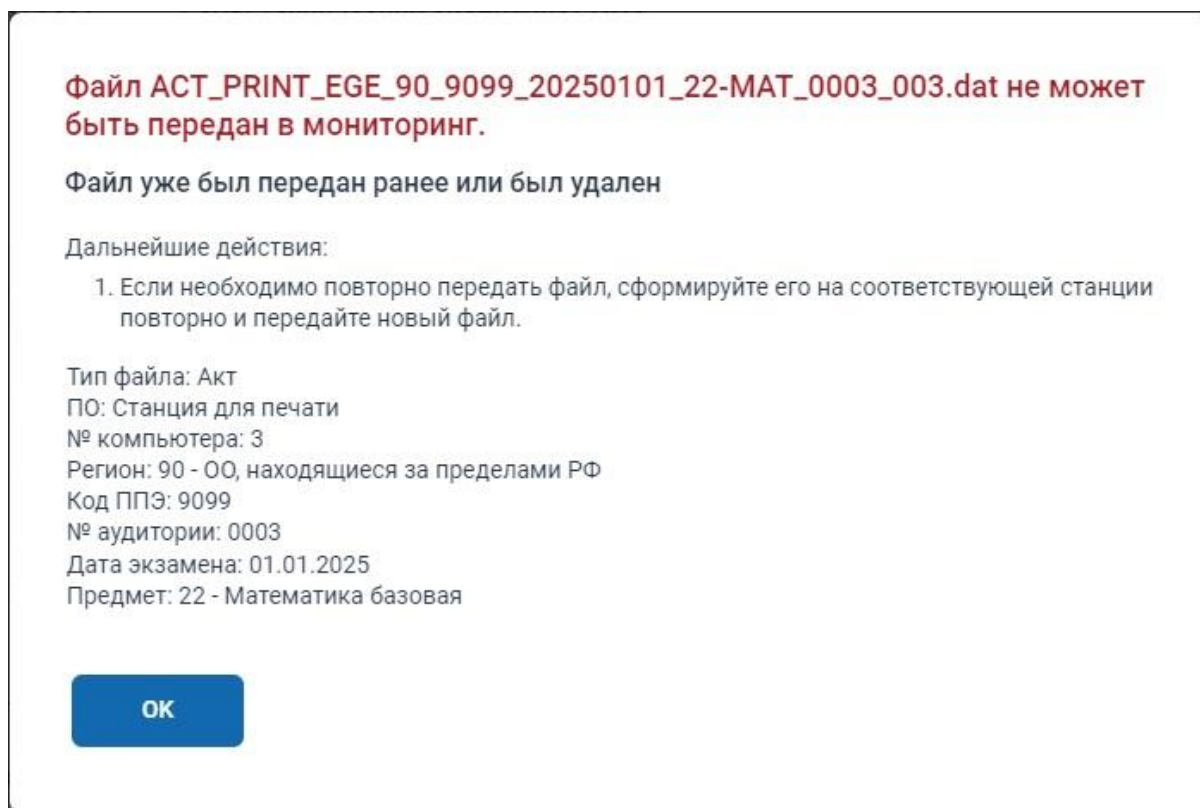 Файл ACT_PRINT_EGE_90_9099_20250101_22-MAT_0003_003.dat не может
быть передан в мониторинг.
Файл уже был передан ранее или был удален
Дальнейшие действия:
1. Если необходимо повторно передать файл, сформируйте его на соответствующей станции
повторно и передайте новый файл.
Тип файла: Акт
ПО: Станция для печати
№ компьютера: 3
Регион: 90 - ОО, находящиеся за пределами РФ
Код ППЭ: 9099
№ аудитории: 0003
Дата экзамена: 01.01.2025
Предмет: 22 - Математика базовая
ОК